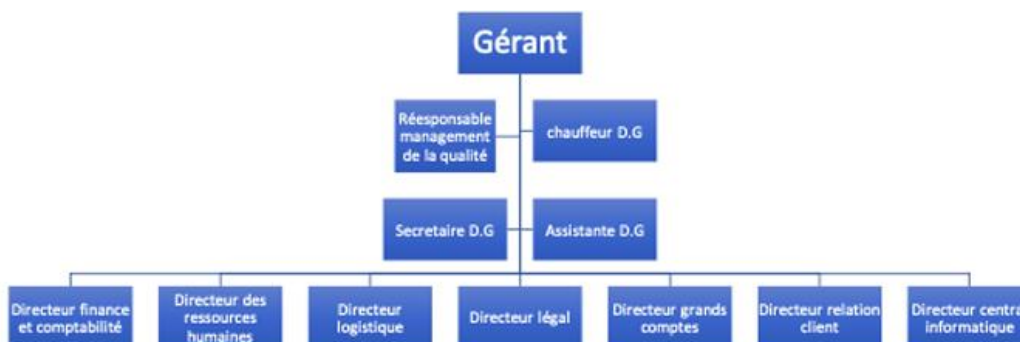 Gérant
Réesponsable
management
de la qualité
chauffeur D.G
Secretaire D.G
Assistante D.G
Directeur finance
et comptabilité
Directeur des
ressources
humaines
Directeur
logistique
Directeur légal
Directeur grands
comptes
Directeur relation
client
Directeur centra
informatique